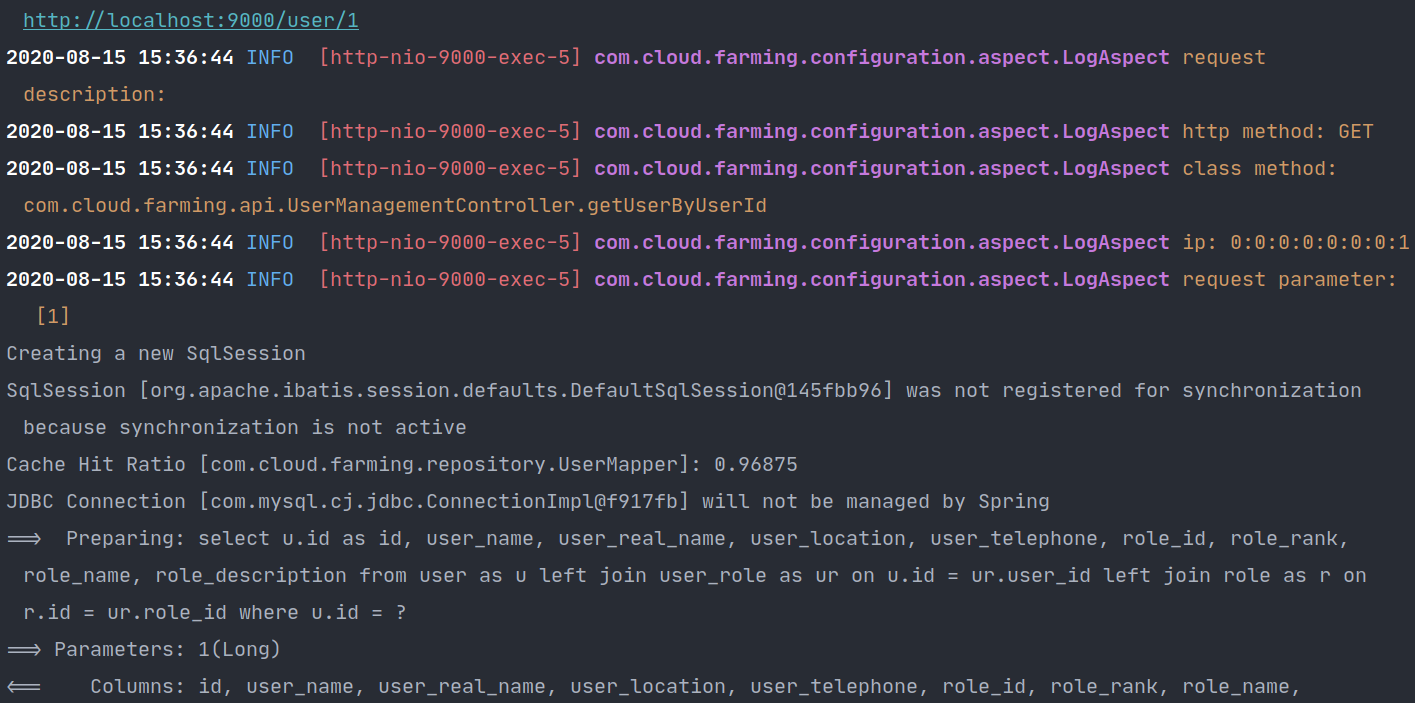 http://localhost:9000/user/1
2020-08-15 15:36:44 INFO  [http-nio-9000-exec-5] com.cloud.farming.configuration.aspect.LogAspect request
description:
2020-08-15 15:36:44 INFO  [http-nio-9000-exec-5] com.cloud.farming.configuration.aspect.LogAspect http method: GET
2020-08-15 15:36:44 INFO  [http-nio-9000-exec-5] com.cloud.farming.configuration.aspect.LogAspect class method:
com.cloud.farming.api.UserManagementController.getUserByUserId
2020-08-15 15:36:44 INFO  [http-nio-9000-exec-5] com.cloud.farming.configuration.aspect.LogAspect ip: 0:0:0:0:0:0:0:1
2020-08-15 15:36:44 INFO  [http-nio-9000-exec-5] com.cloud.farming.configuration.aspect.LogAspect request parameter:
[1]
Creating a new SqlSession
SqlSession [org.apache.ibatis.session.defaults.DefaultSqlSession@145fbb96] was not registered for synchronization
because synchronization is not active
Cache Hit Ratio [com.cloud.farming.repository.UserMapper]: 0.96875
JDBC Connection [com.mysql.cj.jdbc.ConnectionImpl@f917fb] will not be managed by Spring
==>  Preparing: select u.id as id, user_name, user_real_name, user_location, user_telephone, role_id, role_rank,
role_name, role_description from user as u left join user_role as ur on u.id = ur.user_id left join role as r on
r.id = ur.role_id where u.id = ?
==> Parameters: 1(Long)
<==    Columns: id, user_name, user_real_name, user_location, user_telephone, role_id, role_rank, role_name,